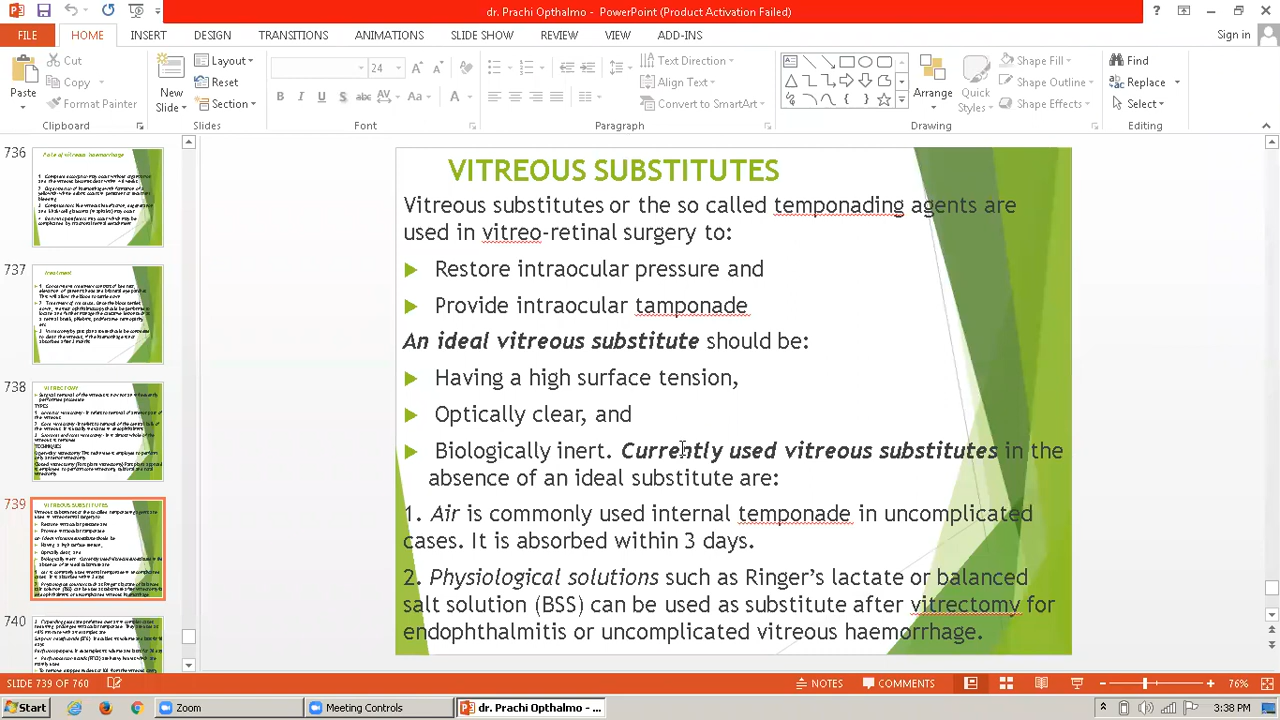 dr. Prachi Opthalmo - PowerPoint (Product Activation Failed)
FILE HOME INSERT DESIGN TRANSITIONS ANIMATIONS SLIDE SHOW REVIEW VIEW ADD-INS Sign in
Paste
Cut
Copy
Format Painter
Clipboard
New Slide
Layout
Reset
Section
Slides
24
Font
Text Direction
Align Text
Convert to SmartArt
Paragraph
Arrange
Quick Styles
Shape Fill
Shape Outline
Shape Effects
Drawing
Find
Replace
Select
Editing
736
737
Treatment
738
VITRECTOMY
739
VITREOUS SUBSTITUTES
740
VITREOUS SUBSTITUTES
Vitreous substitutes or the so called temponading agents are
used in vitreo-retinal surgery to:
Restore intraocular pressure and
Provide intraocular tamponade
An ideal vitreous substitute should be:
Having a high surface tension,
Optically clear, and
Biologically inert. Currently used vitreous substitutes in the
absence of an ideal substitute are:
1. Air is commonly used internal temponade in uncomplicated
cases. It is absorbed within 3 days.
2. Physiological solutions such as Ringer’s lactate or balanced
salt solution (BSS) can be used as substitute after vitrectomy for
endophthalmitis or uncomplicated vitreous haemorrhage.
SLIDE 739 OF 760 NOTES COMMENTS 76%
Start Zoom Meeting Controls dr. Prachi Opthalmo - ... 3:38 PM